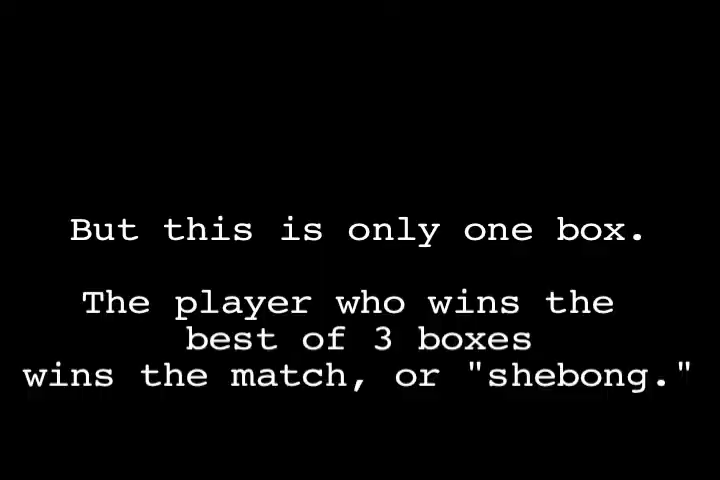 But this is only one box.
The player who wins the
best of 3 boxes
wins the match, or "shebong."